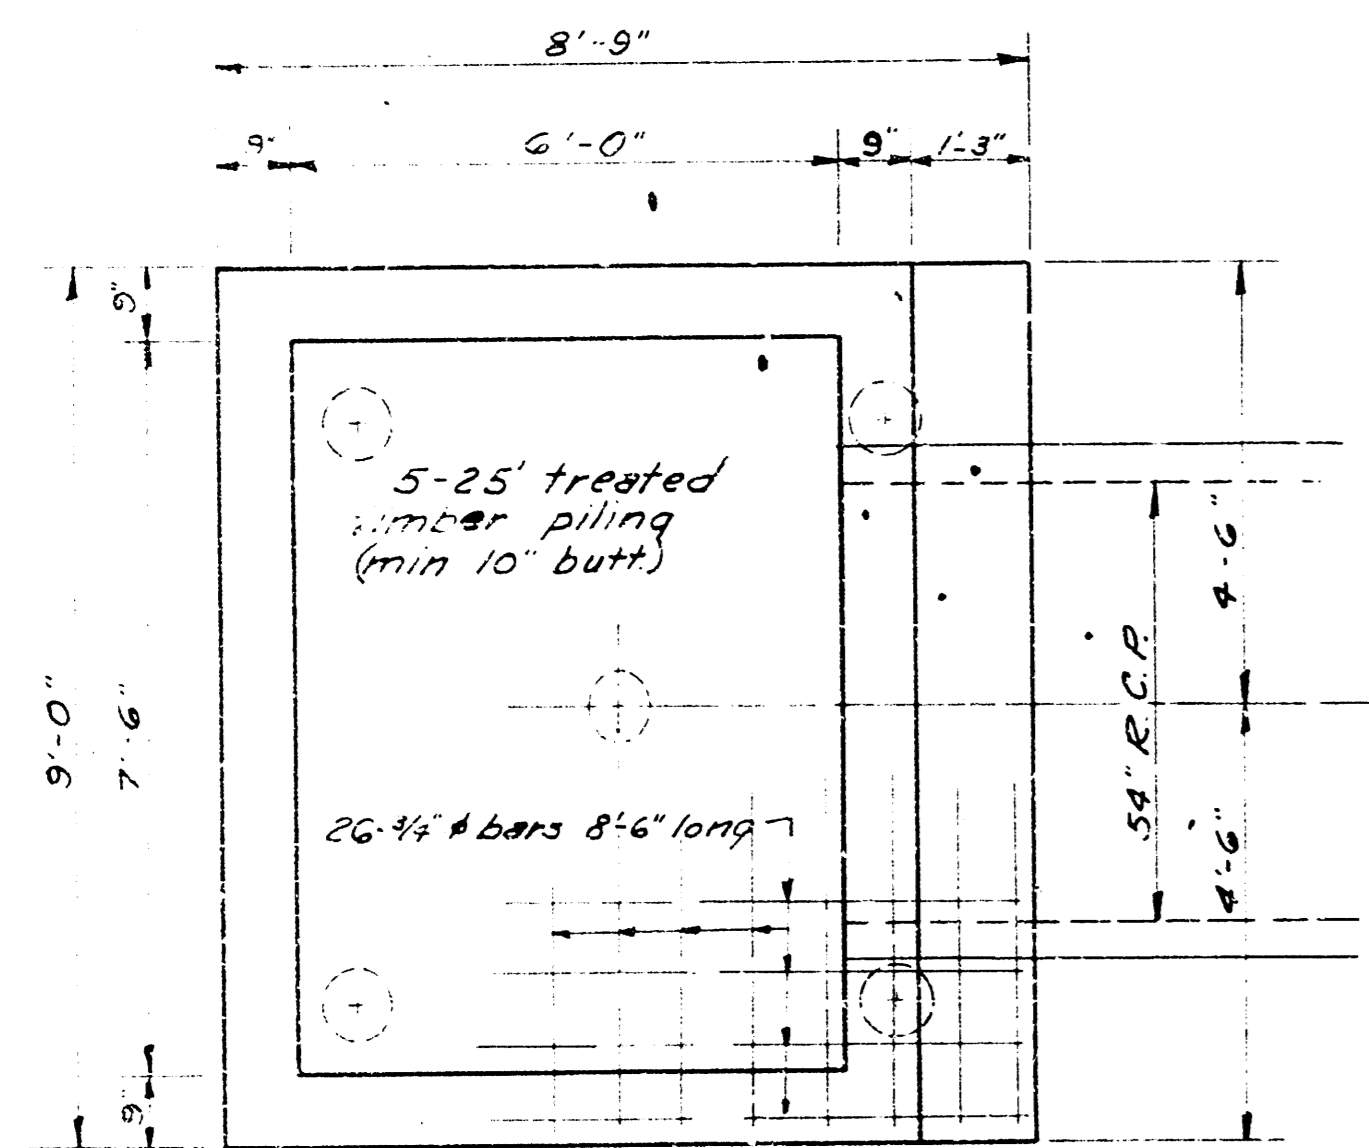 8'-9"
9" 6'-0" 9" 1'-3"
9"
5-25' treated
timber piling
(min 10" butt.)
4'-6"
54" R.C.P.
9'-0"
7'-6"
26-3/4" ϕ bars 8'-6" long
4'-6"
9"